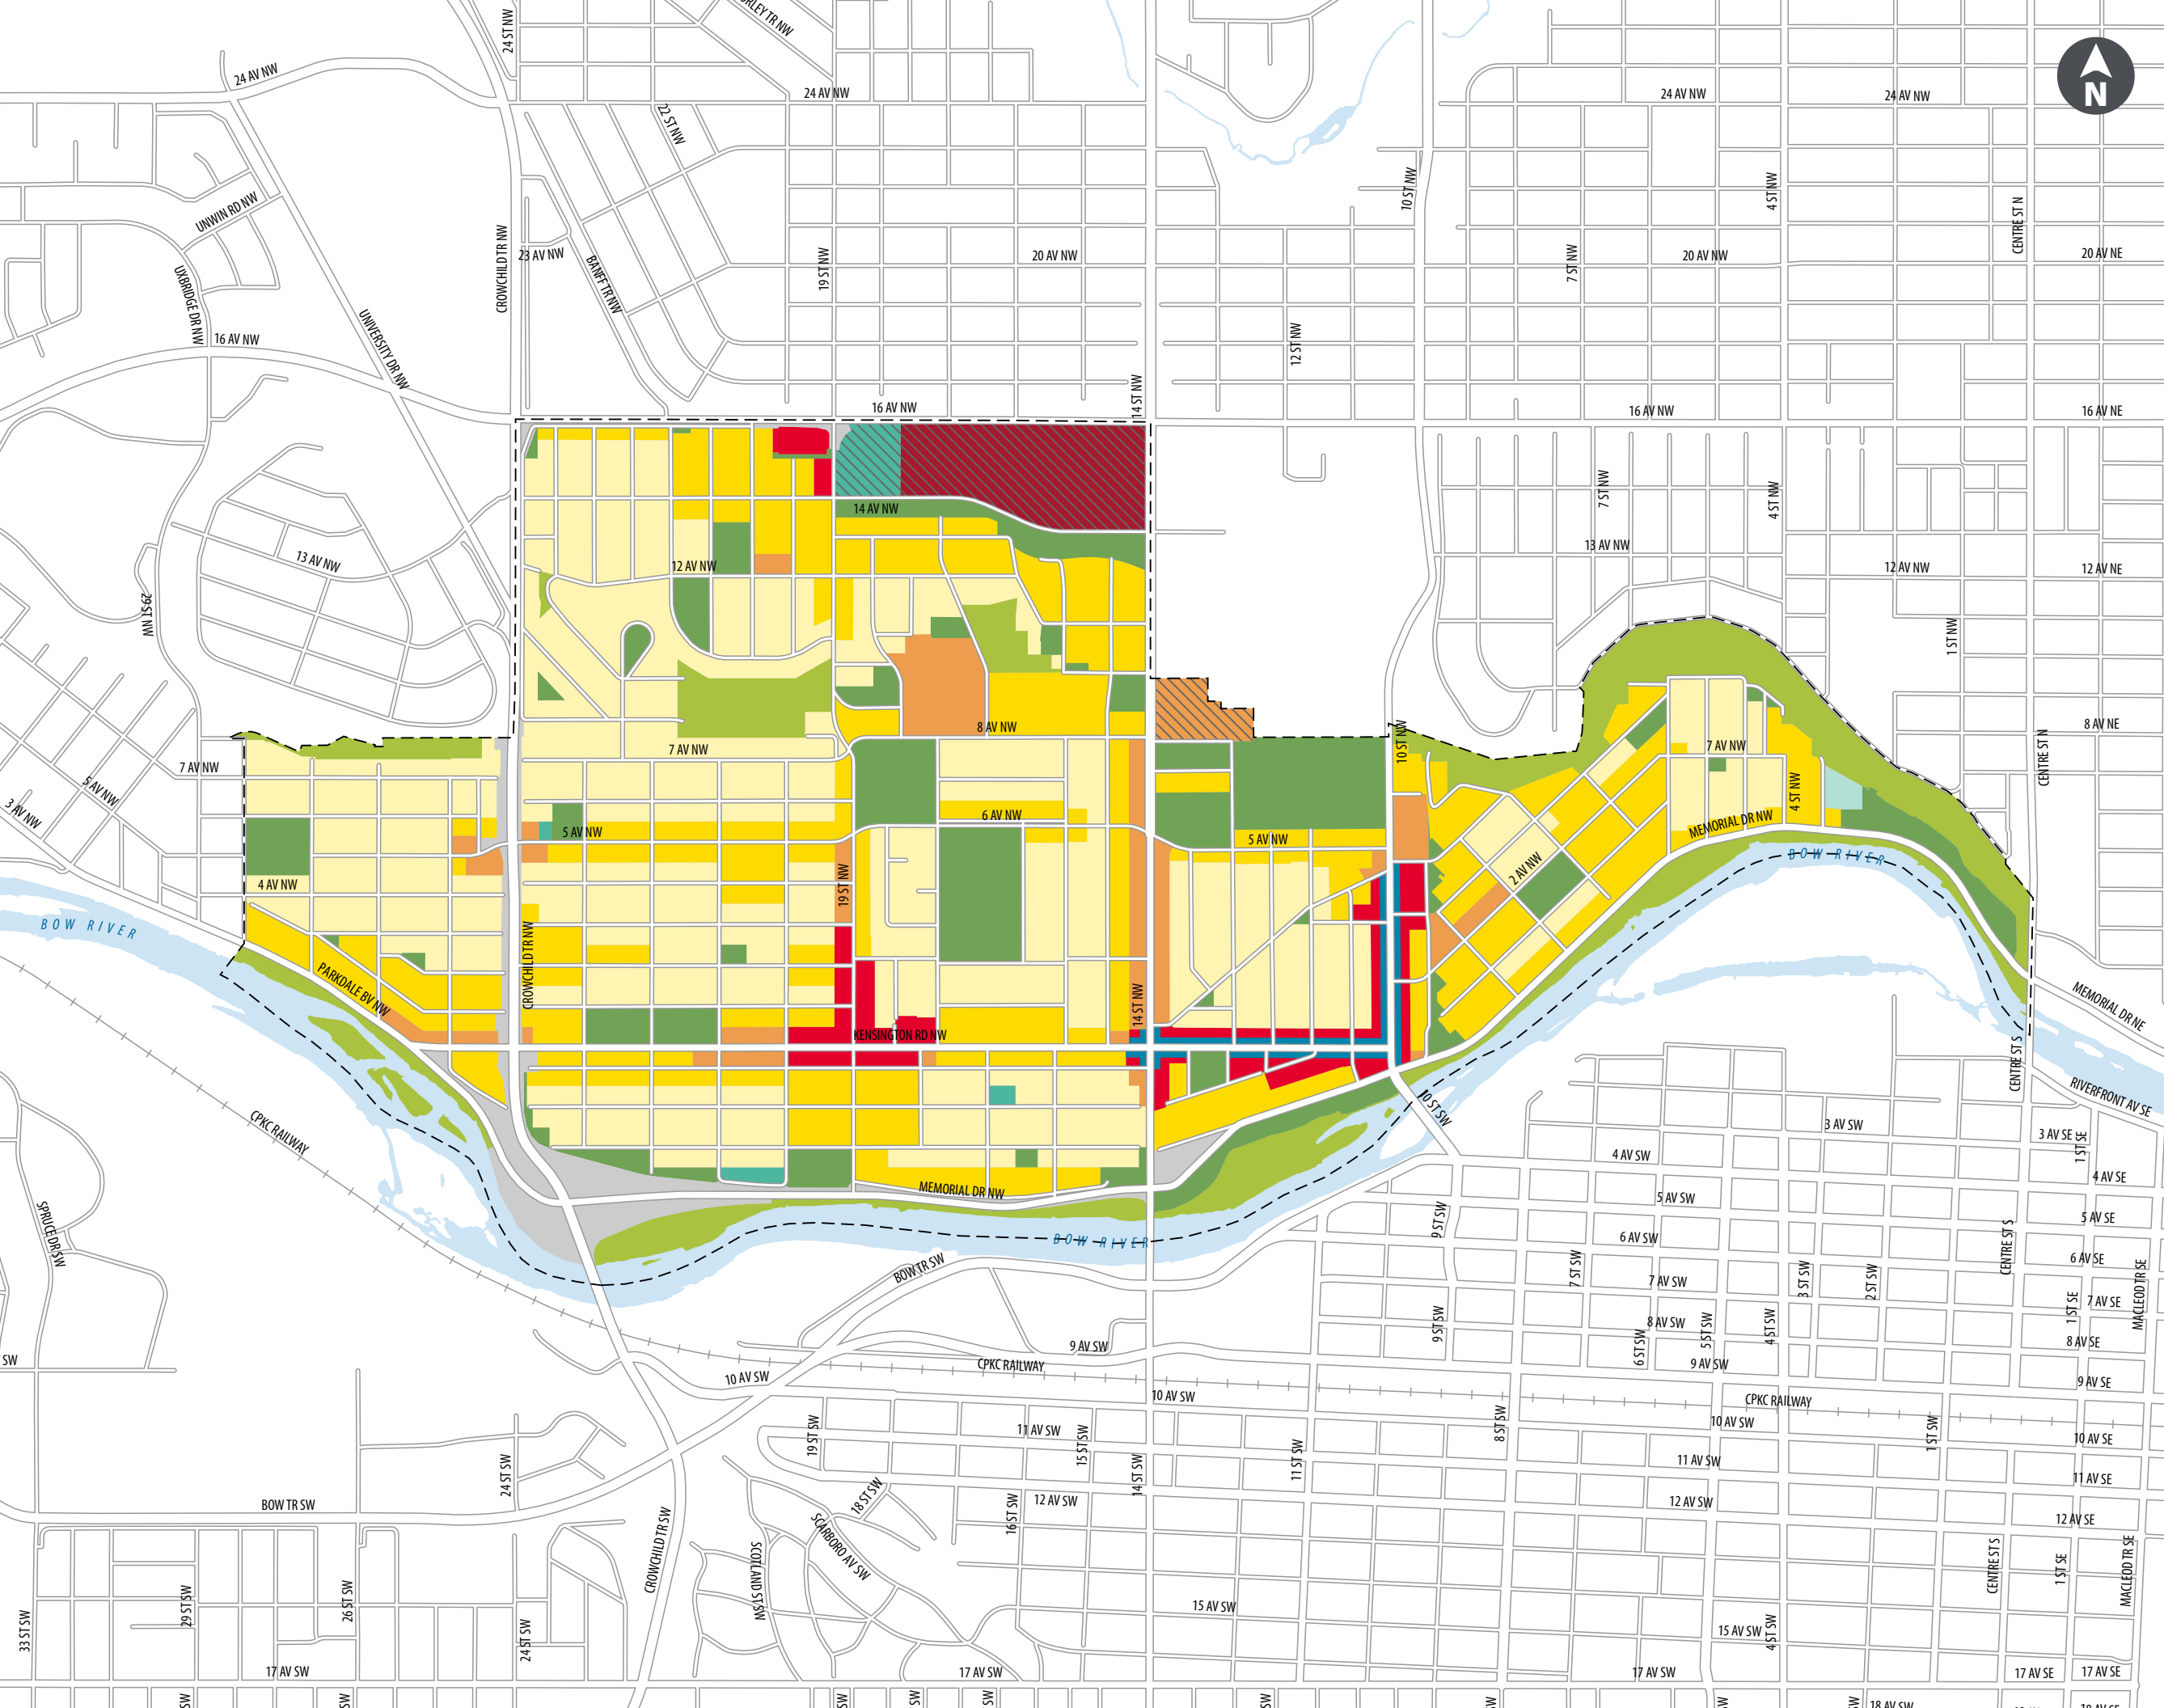 24 ST NW
24 AV NW
22 ST NW
24 AV NW
24 AV NW
24 AV NW
N
UNWIN RD NW
10 ST NW
4 ST NW
CENTRE ST N
UXBRIDGE DR NW
CROWCHILD TR NW
23 AV NW
BANFF TR NW
19 ST NW
20 AV NW
7 ST NW
20 AV NW
20 AV NE
16 AV NW
UNIVERSITY DR NW
12 ST NW
16 AV NW
14 ST NW
16 AV NW
16 AV NE
14 AV NW
7 ST NW
4 ST NW
13 AV NW
12 AV NW
13 AV NW
12 AV NW
12 AV NE
29 ST NW
1 ST NW
7 AV NW
5 AV NW
3 AV NW
7 AV NW
8 AV NW
10 ST NW
7 AV NW
8 AV NE
CENTRE ST N
4 ST NW
6 AV NW
5 AV NW
5 AV NW
MEMORIAL DR NW
BOW RIVER
4 AV NW
19 ST NW
2 AV NW
BOW RIVER
CROWCHILD TR NW
PARKDALE BV NW
14 ST NW
KENSINGTON RD NW
MEMORIAL DR NE
CENTRE ST S
RIVERFRONT AV SE
CPKC RAILWAY
10 ST SW
3 AV SW
3 AV SE
1 ST SE
4 AV SW
4 AV SE
SPRUCE DR SW
MEMORIAL DR NW
5 AV SW
5 AV SE
9 ST SW
BOW RIVER
6 AV SW
CENTRE ST S
6 AV SE
BOW TR SW
7 ST SW
7 AV SW
3 ST SW
2 ST SW
1 ST SE
7 AV SE
MACLEOD TR SE
9 ST SW
8 AV SW
6 ST SW
5 ST SW
4 ST SW
8 AV SE
SW
9 AV SW
CPKC RAILWAY
9 AV SW
10 AV SW
10 AV SW
9 AV SE
CPKC RAILWAY
10 AV SW
19 ST SW
11 AV SW
15 ST SW
11 ST SW
8 ST SW
1 ST SW
10 AV SE
24 ST SW
14 ST SW
11 AV SW
11 AV SE
BOW TR SW
18 ST SW
16 ST SW
12 AV SW
12 AV SW
12 AV SE
CROWCHILD TR SW
SCOTLAND ST SW
SCARBORO AV SW
CENTRE ST S
1 ST SE
MACLEOD TR SE
33 ST SW
29 ST SW
26 ST SW
24 ST SW
15 AV SW
15 AV SW
4 ST SW
17 AV SW
17 AV SW
17 AV SW
17 AV SE
17 AV SE
SW
SW
SW
SW
SW
SW
SW
SW
SW
18 AV SW